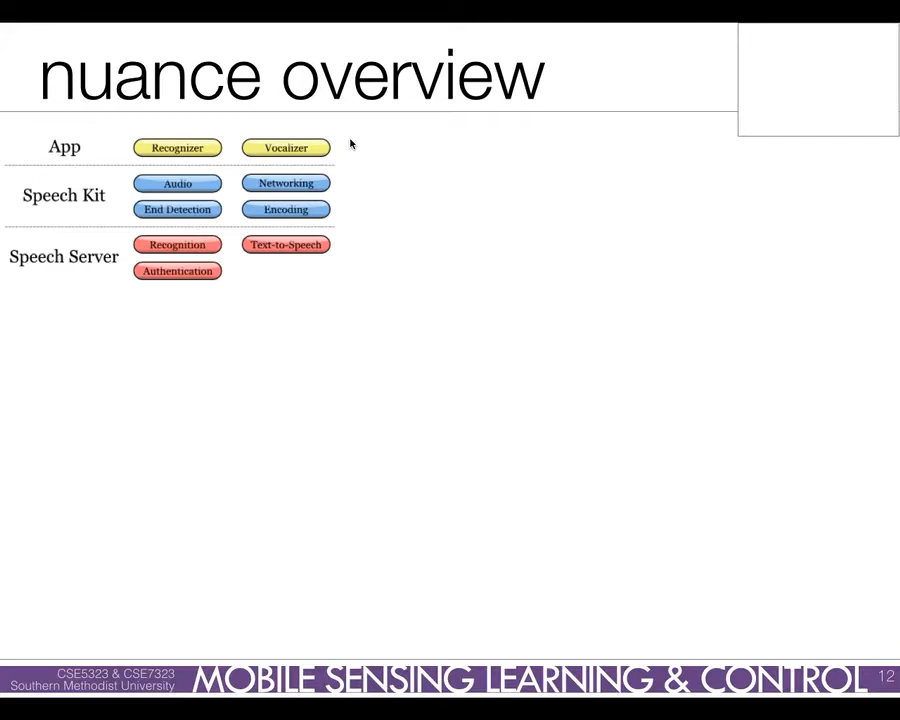 nuance overview
App
Recognizer
Vocalizer
Speech Kit
Audio
Networking
End Detection
Encoding
Speech Server
Recognition
Text-to-Speech
Authentication
CSE5323 & CSE7323
Southern Methodist University
MOBILE SENSING LEARNING & CONTROL
12